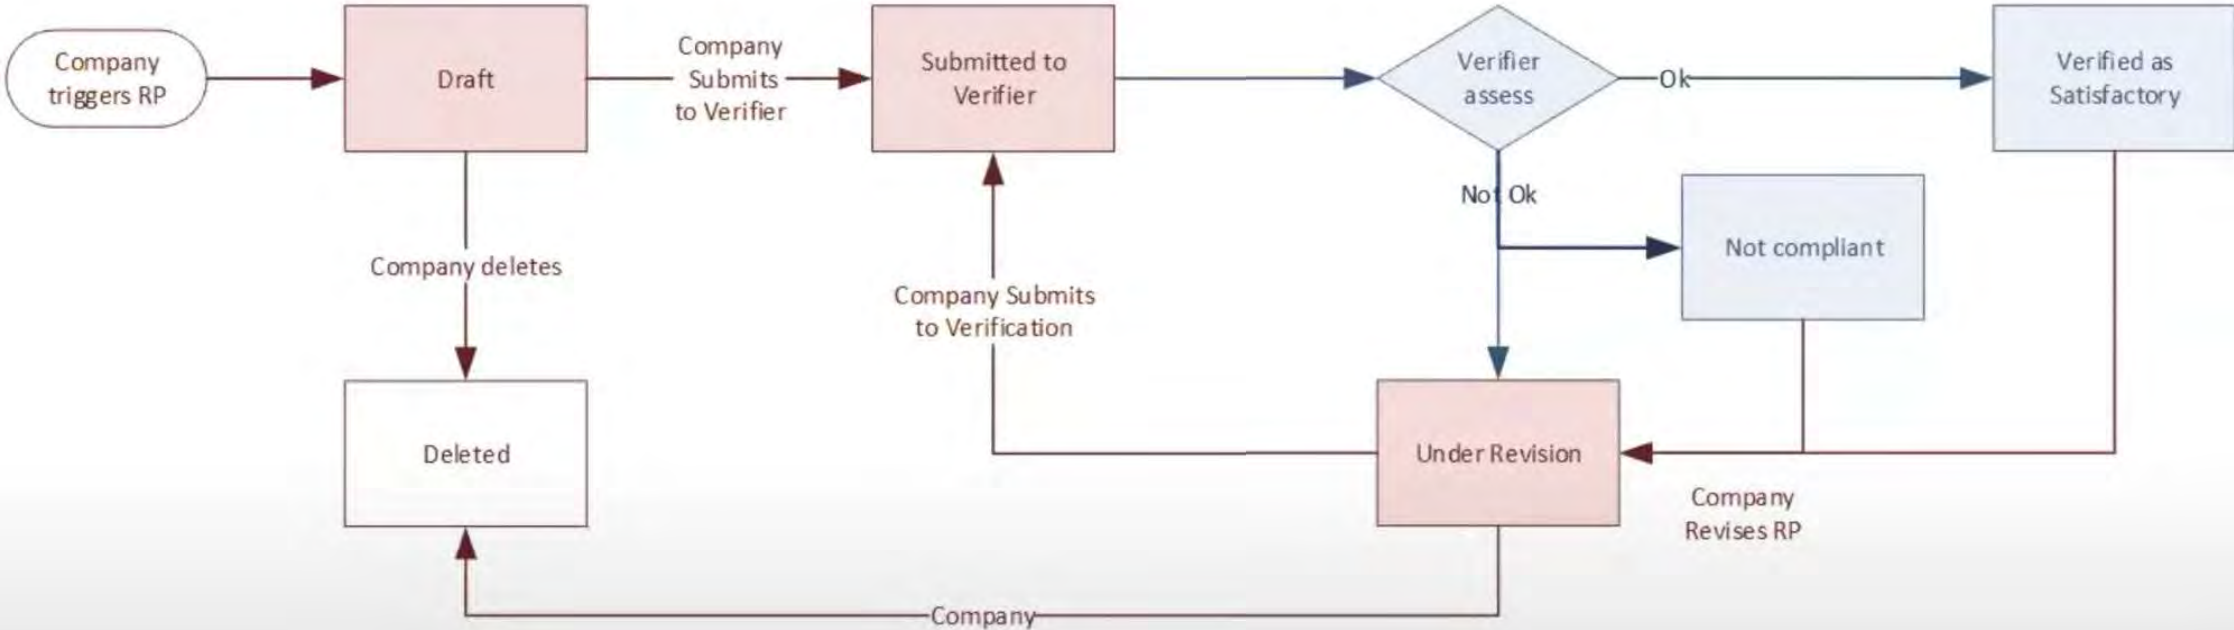 Company
triggers RP
Draft
Company
Submits
to Verifier
Submitted to
Verifier
Verifier
assess
Ok
Verified as
Satisfactory
Not Ok
Not compliant
Company deletes
Company Submits
to Verification
Deleted
Under Revision
Company
Revises RP
Company